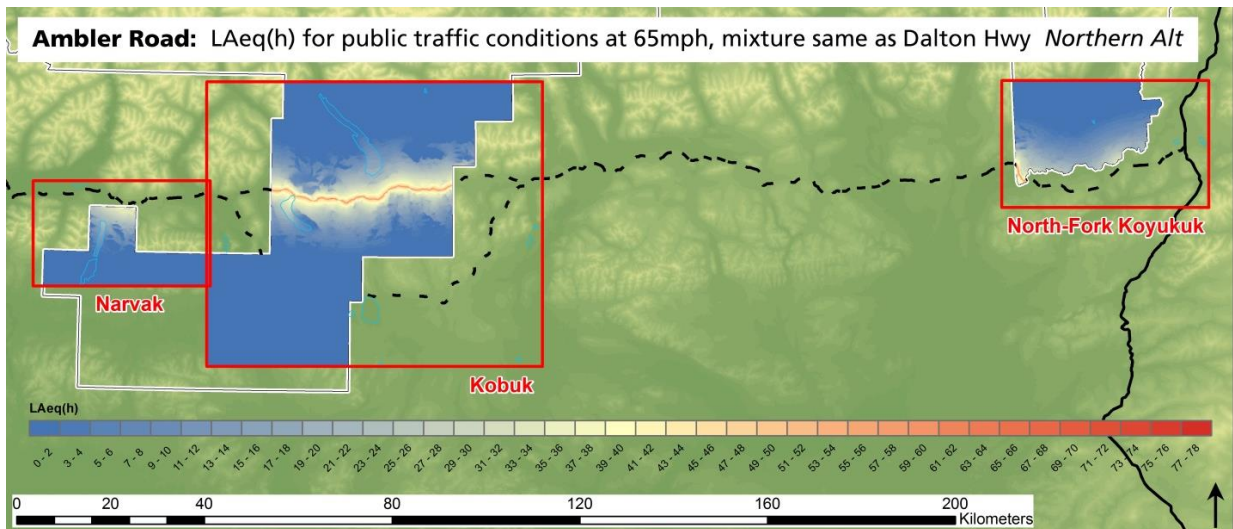 Ambler Road: LAeq(h) for public traffic conditions at 65mph, mixture same as Dalton Hwy Northern Alt
North-Fork Koyukuk
Narvak
Kobuk
LAeq(h)
0 - 2 3 - 4 5 - 6 7 - 8 9 - 10 11 - 12 13 - 14 15 - 16 17 - 18 19 - 20 21 - 22 23 - 24 25 - 26 27 - 28 29 - 30 31 - 32 33 - 34 35 - 36 37 - 38 39 - 40 41 - 42 43 - 44 45 - 46 47 - 48 49 - 50 51 - 52 53 - 54 55 - 56 57 - 58 59 - 60 61 - 62 63 - 64 65 - 66 67 - 68 69 - 70 71 - 72 73 - 74 75 - 76 77 - 78
0 20 40 80 120 160 200
Kilometers